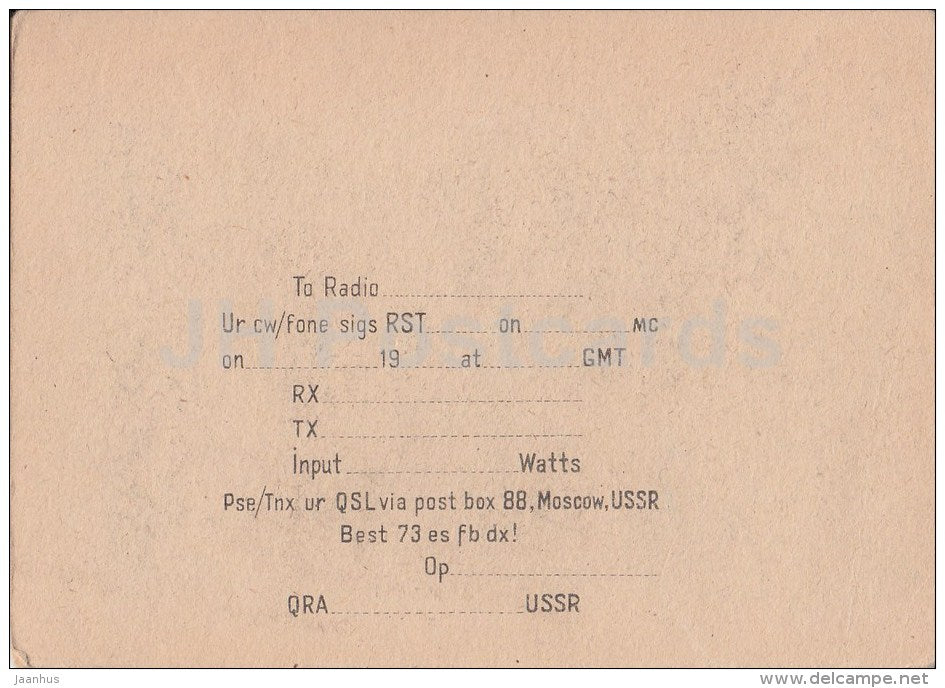 To Radio
Ur cw/fone sigs RST on мс
on 19 at GMT
RX
TX
Input Watts
Pse/Tnx ur QSL via post box 88, Moscow, USSR
Best 73 es fb dx!
Op
QRA USSR
JH Postcards
Jaanhus
delcampe.net